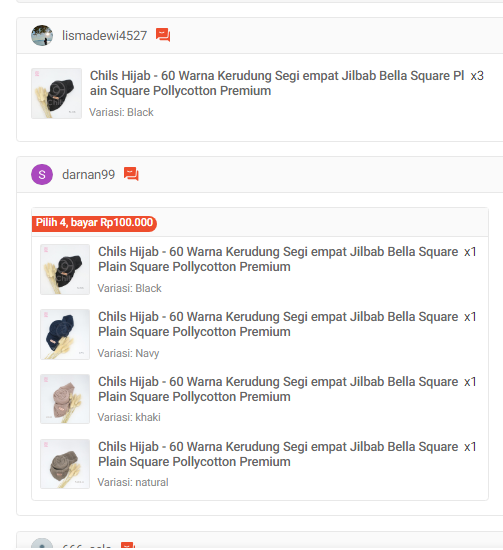 lismadewi4527
Chils Hijab - 60 Warna Kerudung Segi empat Jilbab Bella Square Pl x3
ain Square Pollycotton Premium
Variasi: Black
S darnan99
Pilih 4, bayar Rp100.000
Chils Hijab - 60 Warna Kerudung Segi empat Jilbab Bella Square x1
Plain Square Pollycotton Premium
Variasi: Black
Chils Hijab - 60 Warna Kerudung Segi empat Jilbab Bella Square x1
Plain Square Pollycotton Premium
Variasi: Navy
Chils Hijab - 60 Warna Kerudung Segi empat Jilbab Bella Square x1
Plain Square Pollycotton Premium
Variasi: khaki
Chils Hijab - 60 Warna Kerudung Segi empat Jilbab Bella Square x1
Plain Square Pollycotton Premium
Variasi: natural